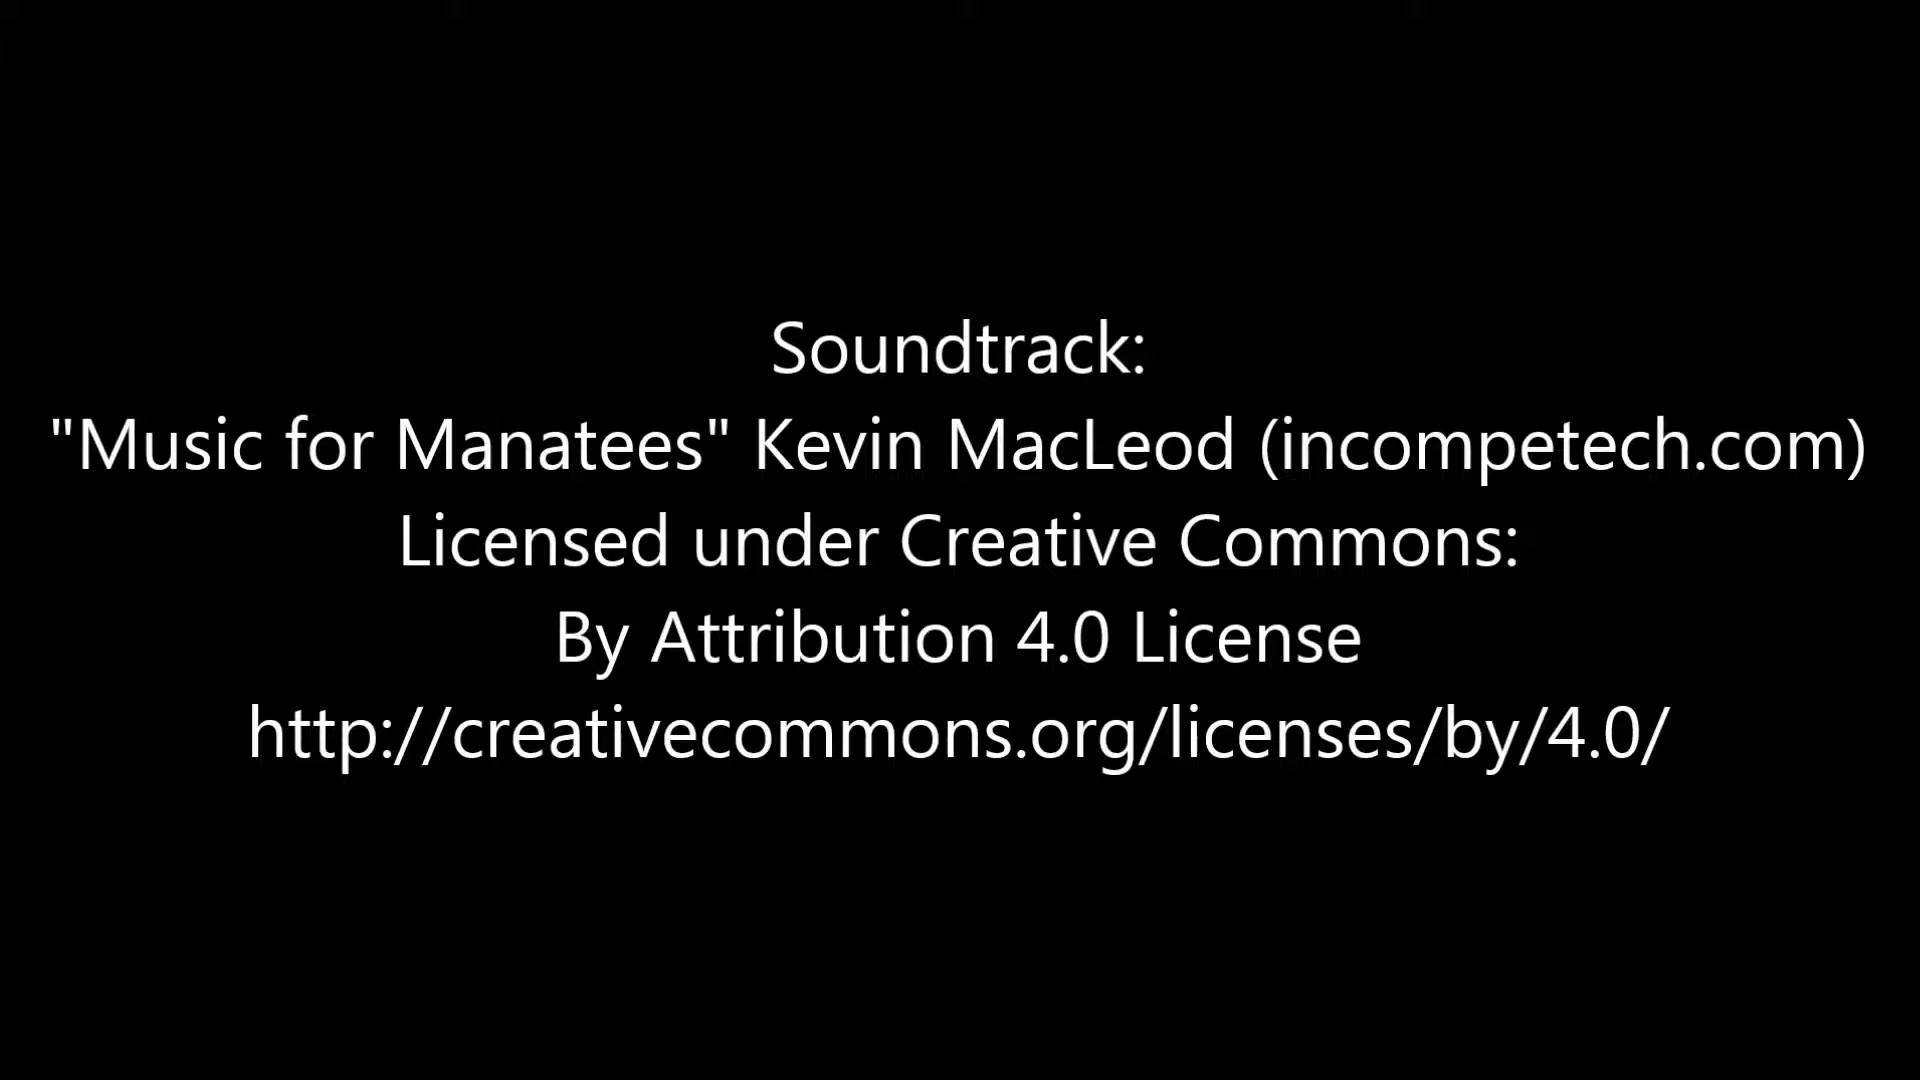 Soundtrack:
"Music for Manatees" Kevin MacLeod (incompetech.com)
Licensed under Creative Commons:
By Attribution 4.0 License
http://creativecommons.org/licenses/by/4.0/